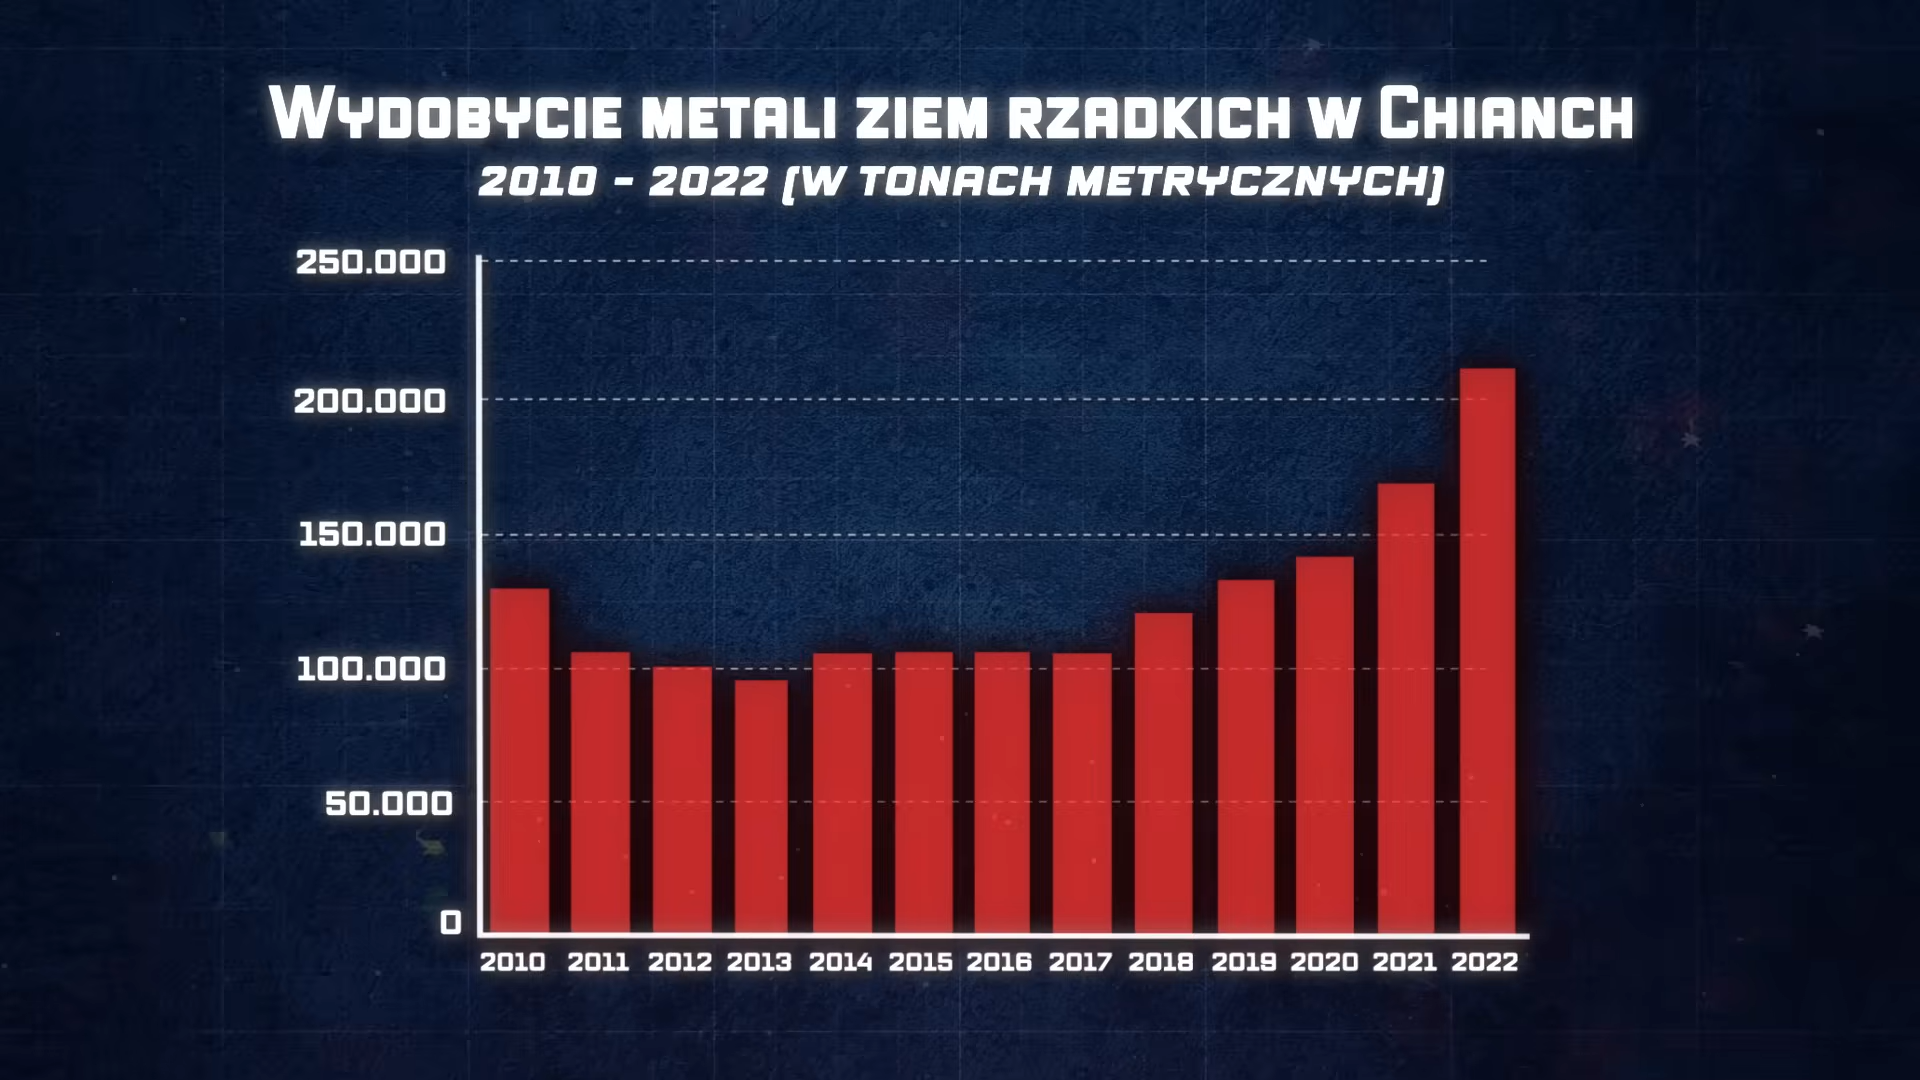 Wydobycie metali ziem rzadkich w Chianch
2010 - 2022 (w tonach metrycznych)
250.000
200.000
150.000
100.000
50.000
0
2010 2011 2012 2013 2014 2015 2016 2017 2018 2019 2020 2021 2022